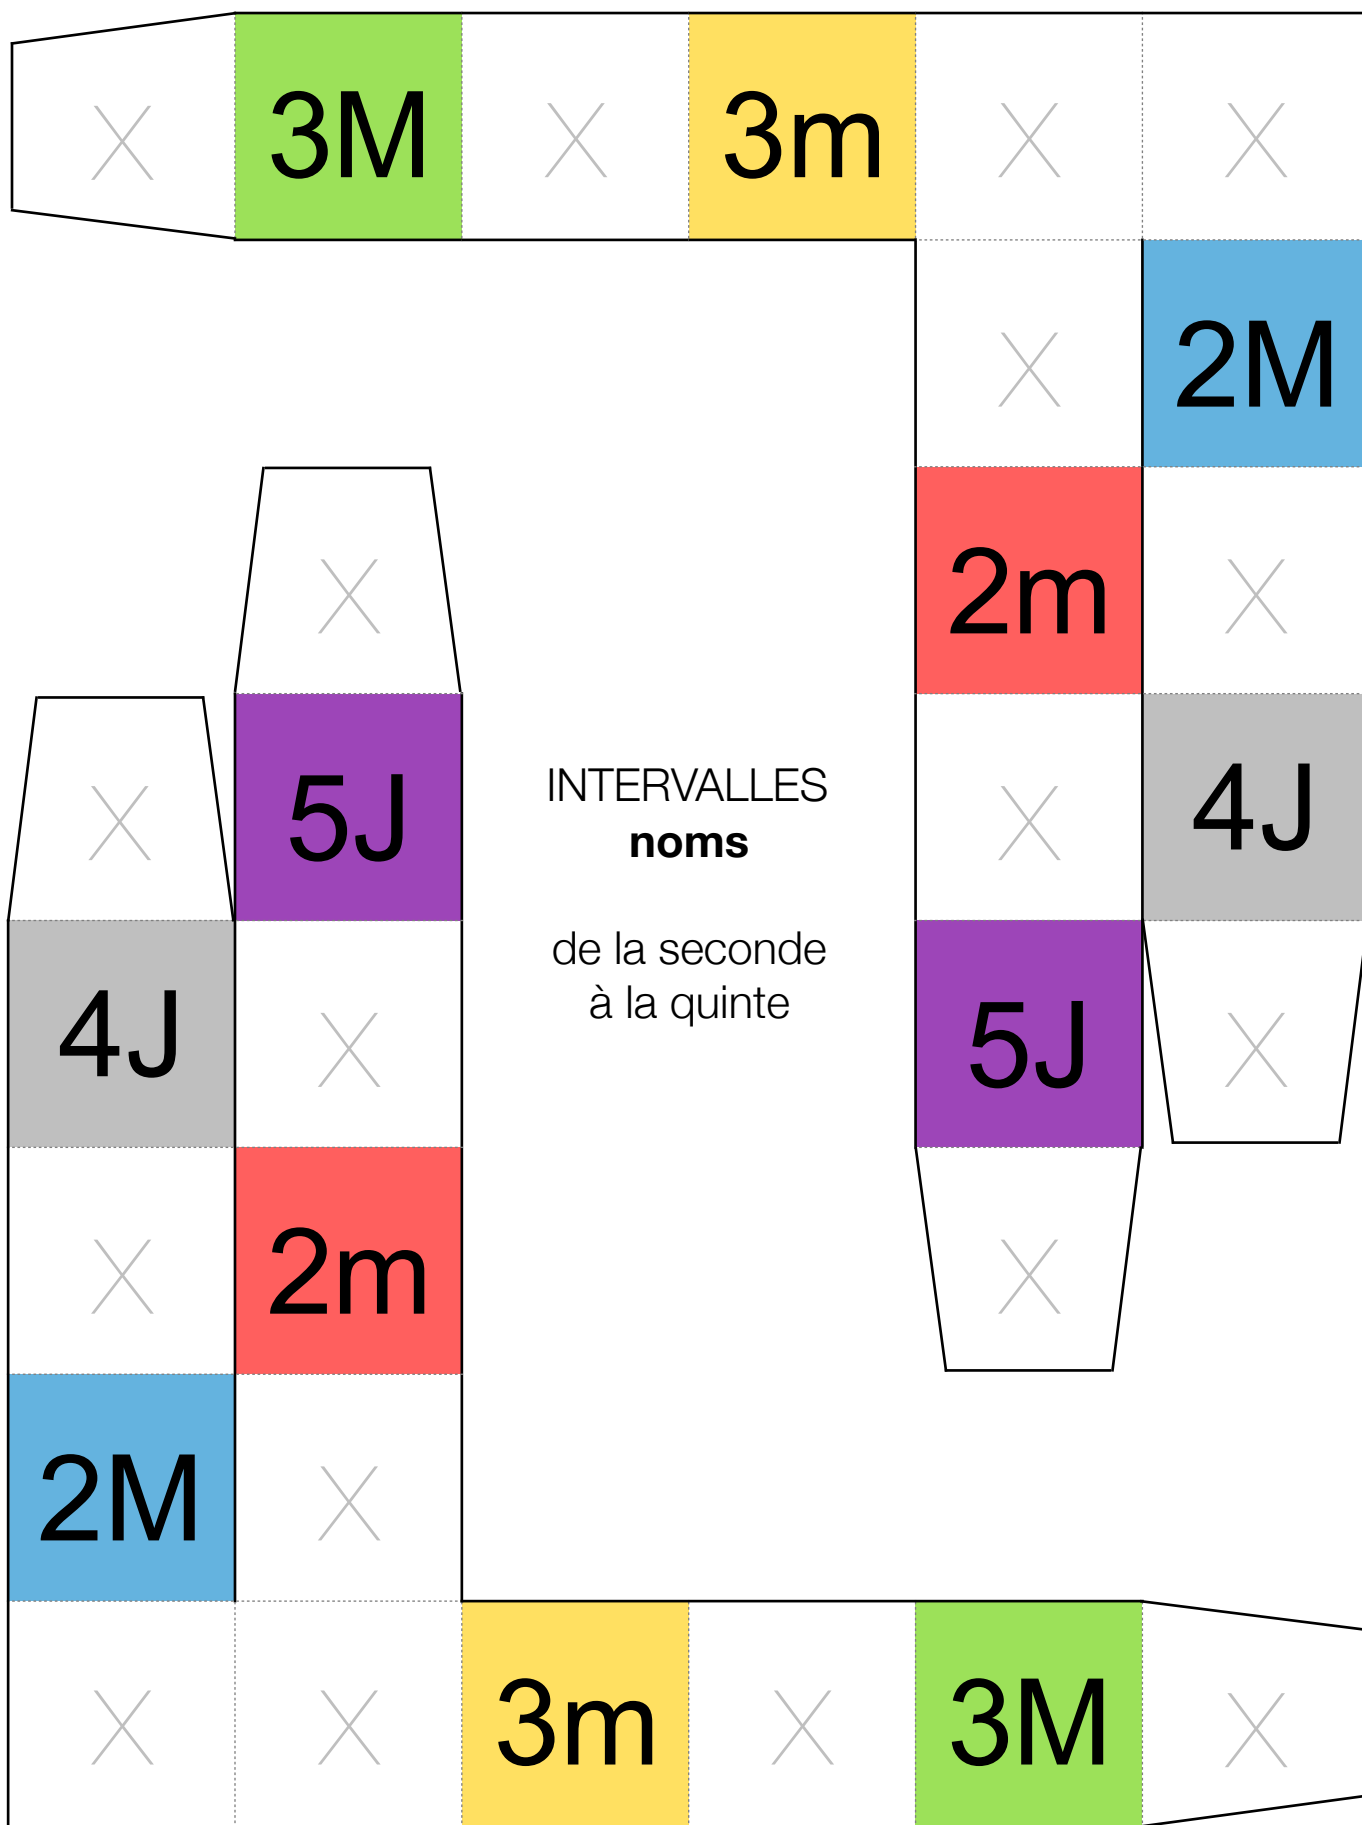 3M 3m
2M
2m
5J
INTERVALLES
noms
4J
de la seconde
à la quinte
4J
5J
2m
2M
3m 3M